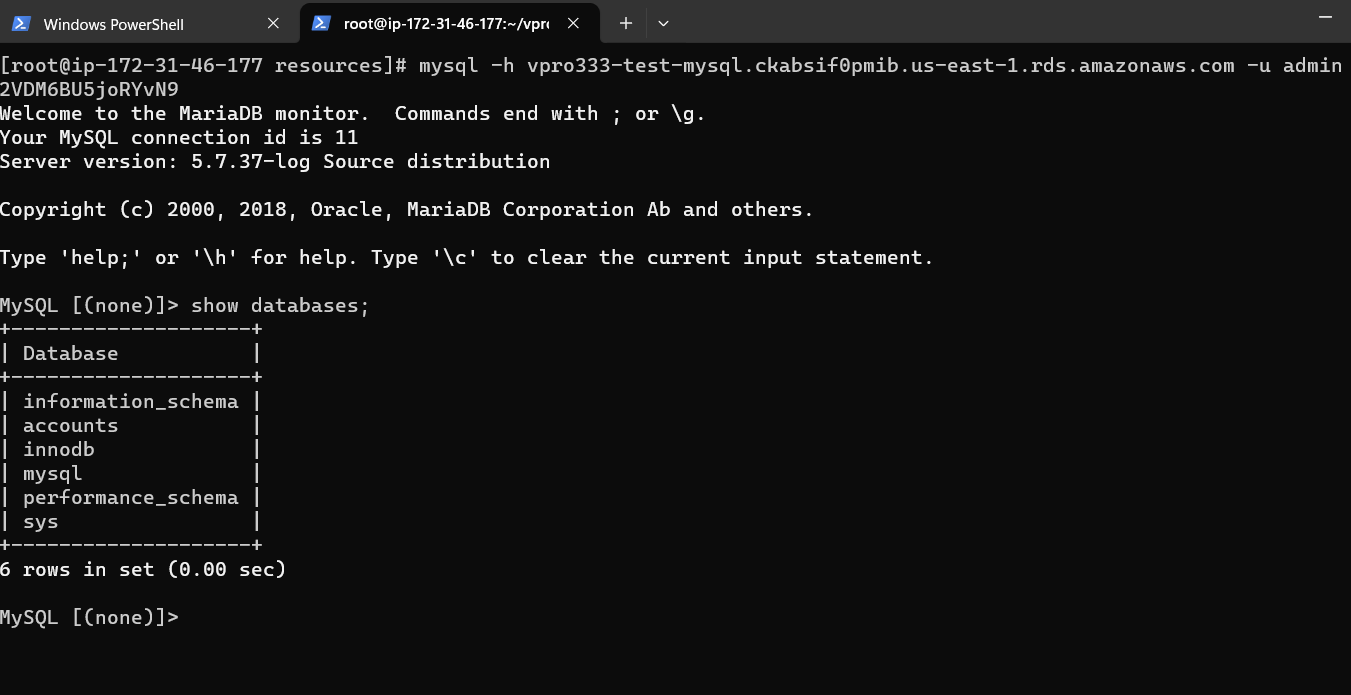 Windows PowerShell
root@ip-172-31-46-177:~/vpr
[root@ip-172-31-46-177 resources]# mysql -h vpro333-test-mysql.ckabsif0pmib.us-east-1.rds.amazonaws.com -u admin
2VDM6BU5joRYvN9
Welcome to the MariaDB monitor.  Commands end with ; or \g.
Your MySQL connection id is 11
Server version: 5.7.37-log Source distribution

Copyright (c) 2000, 2018, Oracle, MariaDB Corporation Ab and others.

Type 'help;' or '\h' for help. Type '\c' to clear the current input statement.

MySQL [(none)]> show databases;
+--------------------+
| Database           |
+--------------------+
| information_schema |
| accounts           |
| innodb             |
| mysql              |
| performance_schema |
| sys                |
+--------------------+
6 rows in set (0.00 sec)

MySQL [(none)]>